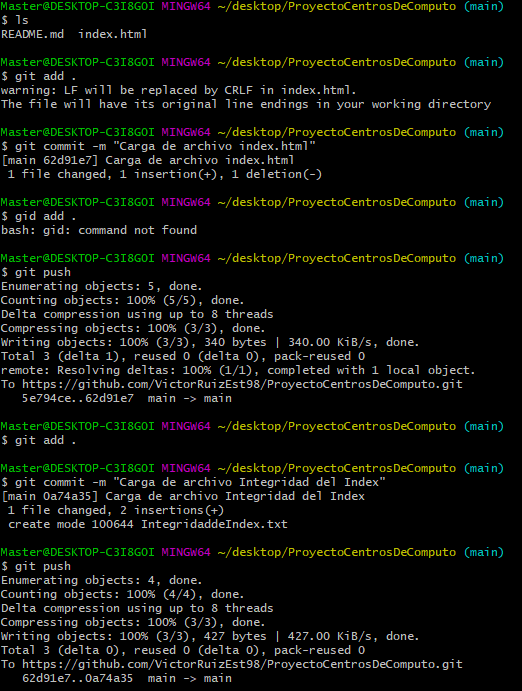 Master@DESKTOP-C3I8GOI MINGW64 ~/desktop/ProyectoCentrosDeComputo (main)
$ ls
README.md  index.html
Master@DESKTOP-C3I8GOI MINGW64 ~/desktop/ProyectoCentrosDeComputo (main)
$ git add .
warning: LF will be replaced by CRLF in index.html.
The file will have its original line endings in your working directory
Master@DESKTOP-C3I8GOI MINGW64 ~/desktop/ProyectoCentrosDeComputo (main)
$ git commit -m "Carga de archivo index.html"
[main 62d91e7] Carga de archivo index.html
 1 file changed, 1 insertion(+), 1 deletion(-)
Master@DESKTOP-C3I8GOI MINGW64 ~/desktop/ProyectoCentrosDeComputo (main)
$ gid add .
bash: gid: command not found
Master@DESKTOP-C3I8GOI MINGW64 ~/desktop/ProyectoCentrosDeComputo (main)
$ git push
Enumerating objects: 5, done.
Counting objects: 100% (5/5), done.
Delta compression using up to 8 threads
Compressing objects: 100% (3/3), done.
Writing objects: 100% (3/3), 340 bytes | 340.00 KiB/s, done.
Total 3 (delta 1), reused 0 (delta 0), pack-reused 0
remote: Resolving deltas: 100% (1/1), completed with 1 local object.
To https://github.com/VictorRuizEst98/ProyectoCentrosDeComputo.git
   5e794ce..62d91e7  main -> main
Master@DESKTOP-C3I8GOI MINGW64 ~/desktop/ProyectoCentrosDeComputo (main)
$ git add .
Master@DESKTOP-C3I8GOI MINGW64 ~/desktop/ProyectoCentrosDeComputo (main)
$ git commit -m "Carga de archivo Integridad del Index"
[main 0a74a35] Carga de archivo Integridad del Index
 1 file changed, 2 insertions(+)
 create mode 100644 IntegridaddeIndex.txt
Master@DESKTOP-C3I8GOI MINGW64 ~/desktop/ProyectoCentrosDeComputo (main)
$ git push
Enumerating objects: 4, done.
Counting objects: 100% (4/4), done.
Delta compression using up to 8 threads
Compressing objects: 100% (3/3), done.
Writing objects: 100% (3/3), 427 bytes | 427.00 KiB/s, done.
Total 3 (delta 0), reused 0 (delta 0), pack-reused 0
To https://github.com/VictorRuizEst98/ProyectoCentrosDeComputo.git
   62d91e7..0a74a35  main -> main